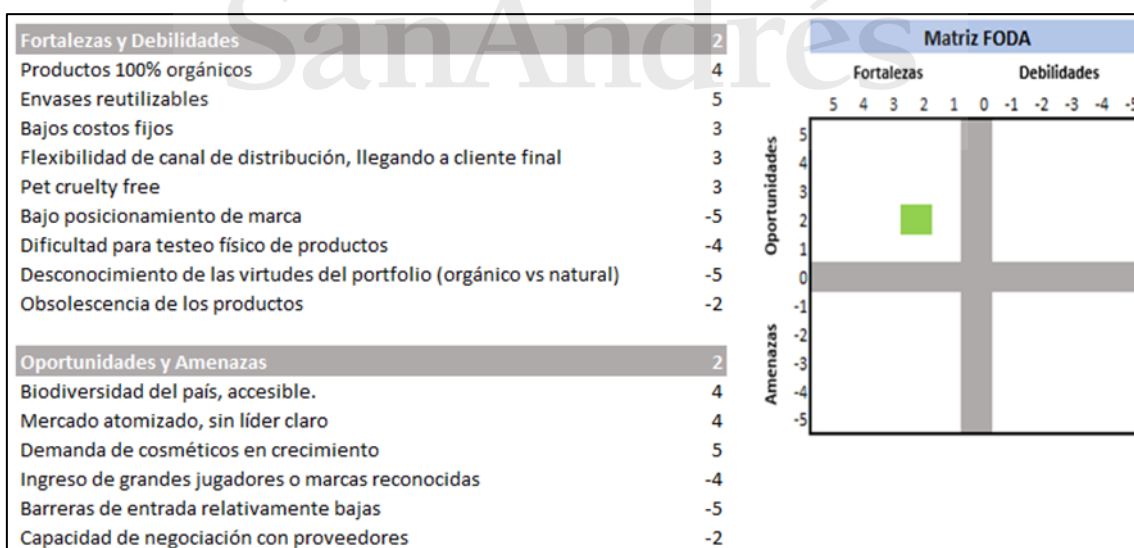 SanAndrés
Fortalezas y Debilidades 2
Productos 100% orgánicos 4
Envases reutilizables 5
Bajos costos fijos 3
Flexibilidad de canal de distribución, llegando a cliente final 3
Pet cruelty free 3
Bajo posicionamiento de marca -5
Dificultad para testeo físico de productos -4
Desconocimiento de las virtudes del portfolio (orgánico vs natural) -5
Obsolescencia de los productos -2
Oportunidades y Amenazas 2
Biodiversidad del país, accesible. 4
Mercado atomizado, sin líder claro 4
Demanda de cosméticos en crecimiento 5
Ingreso de grandes jugadores o marcas reconocidas -4
Barreras de entrada relativamente bajas -5
Capacidad de negociación con proveedores -2
Matriz FODA
Fortalezas Debilidades
5 4 3 2 1 0 -1 -2 -3 -4 -5
Oportunidades
5
4
3
2
1
0
Amenazas
-1
-2
-3
-4
-5